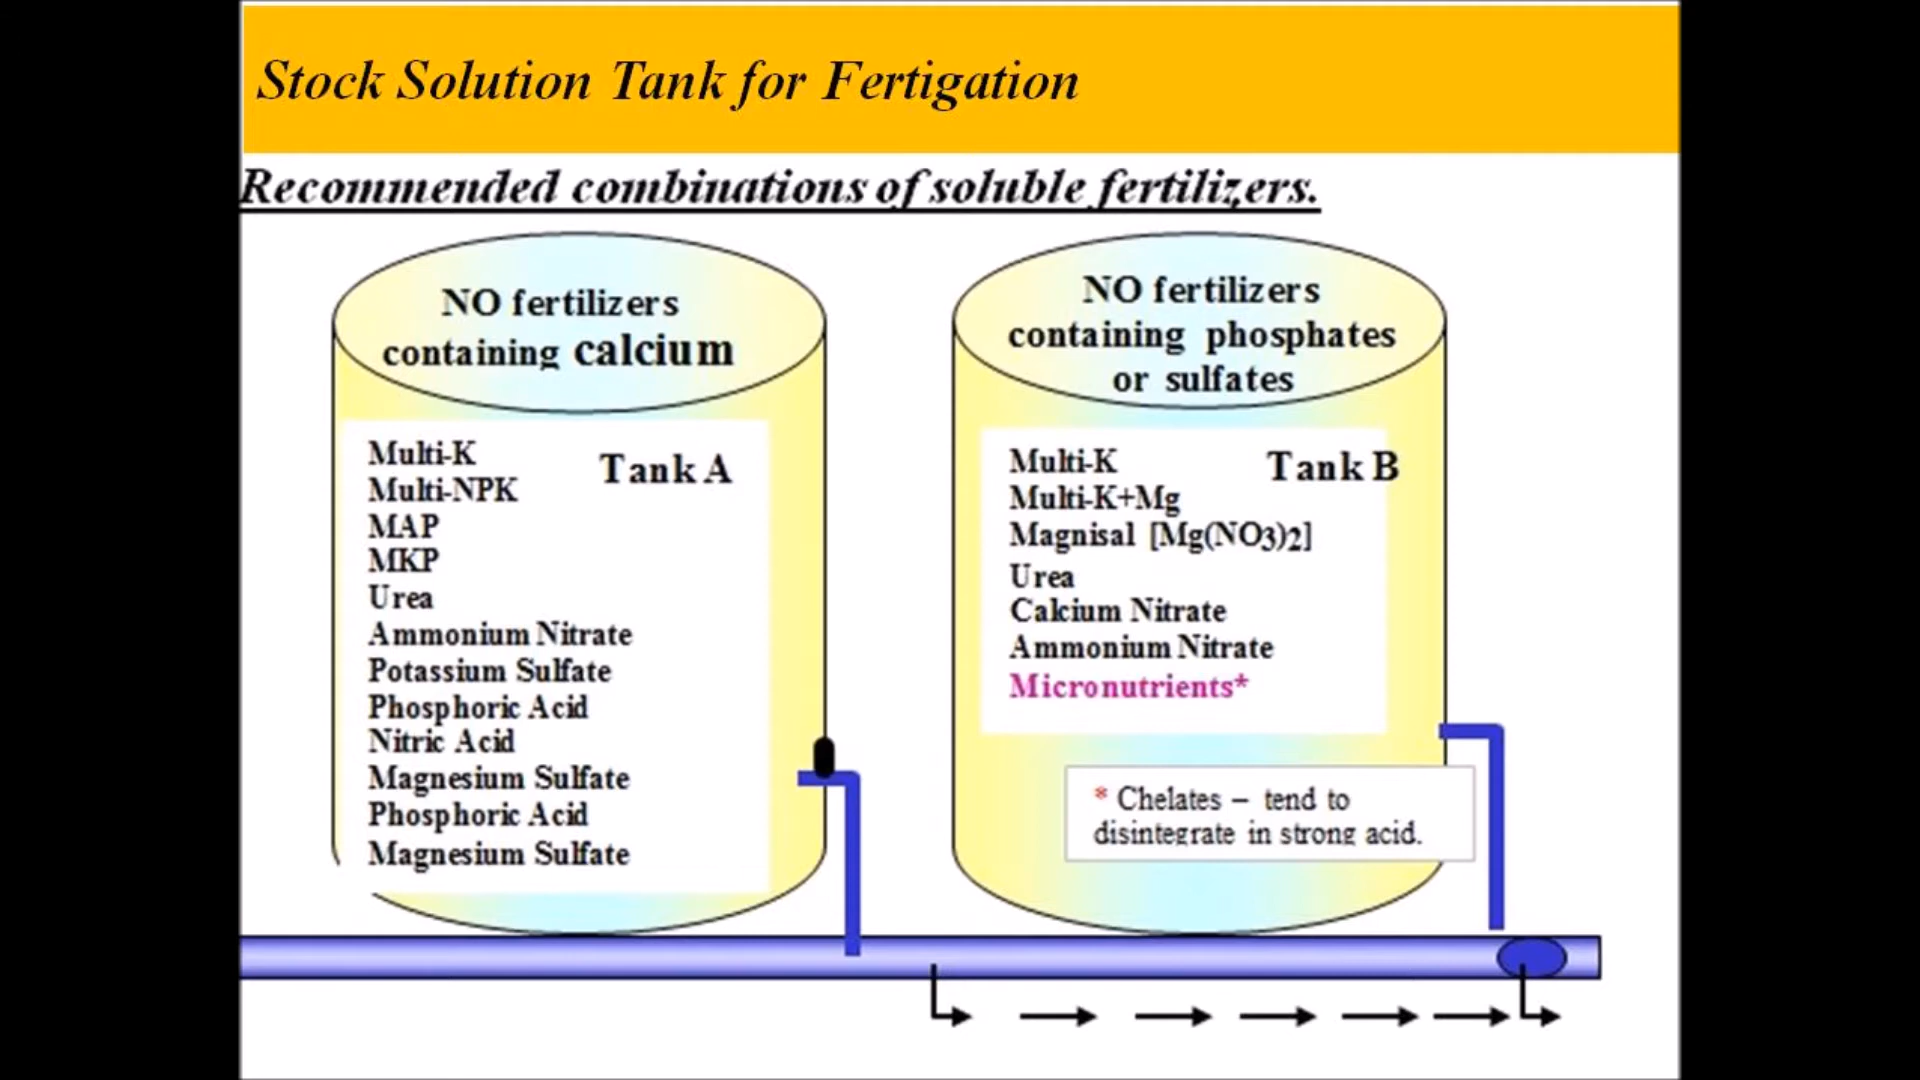 Stock Solution Tank for Fertigation
Recommended combinations of soluble fertilizers.
NO fertilizers
containing calcium
Tank A
Multi-K
Multi-NPK
MAP
MKP
Urea
Ammonium Nitrate
Potassium Sulfate
Phosphoric Acid
Nitric Acid
Magnesium Sulfate
Phosphoric Acid
Magnesium Sulfate
NO fertilizers
containing phosphates
or sulfates
Tank B
Multi-K
Multi-K+Mg
Magnisal [Mg(NO3)2]
Urea
Calcium Nitrate
Ammonium Nitrate
Micronutrients*
* Chelates – tend to
disintegrate in strong acid.